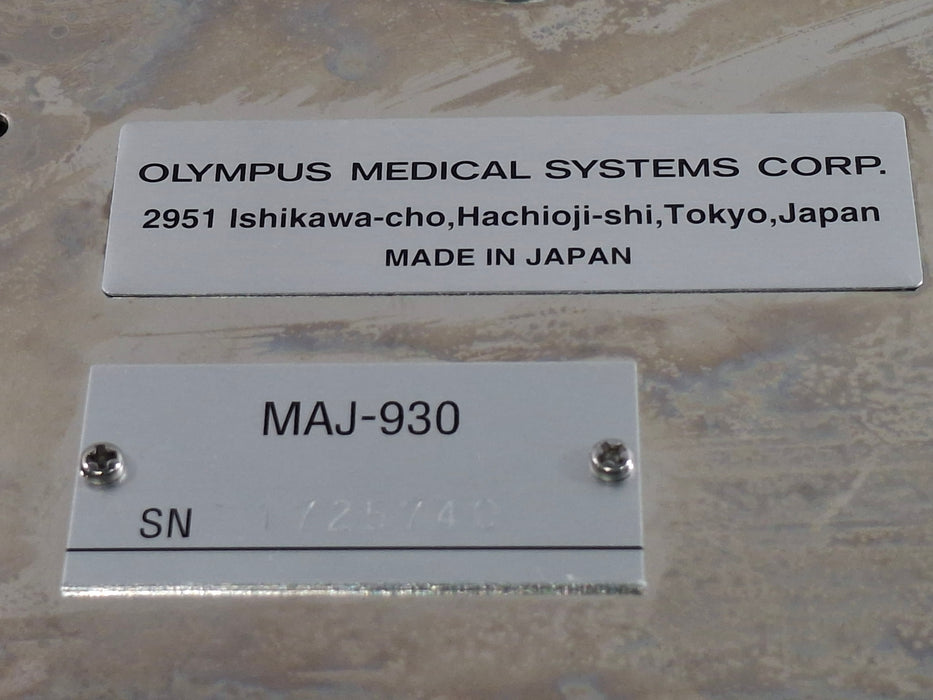 OLYMPUS MEDICAL SYSTEMS CORP.
2951 Ishikawa-cho,Hachioji-shi,Tokyo,Japan
MADE IN JAPAN
MAJ-930
SN